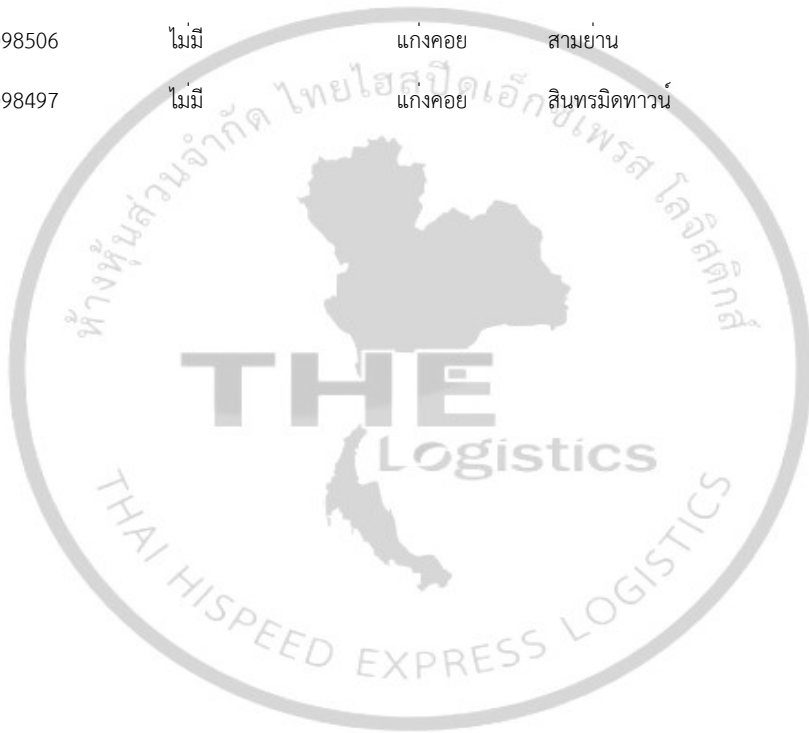 98506 ไม่มี แก่งคอย สามย่าน
98497 ไม่มี แก่งคอย สินทรมิดทาวน์
ห้างหุ้นส่วนจำกัด ไทยไฮสปีดเอ็กซ์เพรส โลจิสติกส์
THE
Logistics
THAI HISPEED EXPRESS LOGISTICS